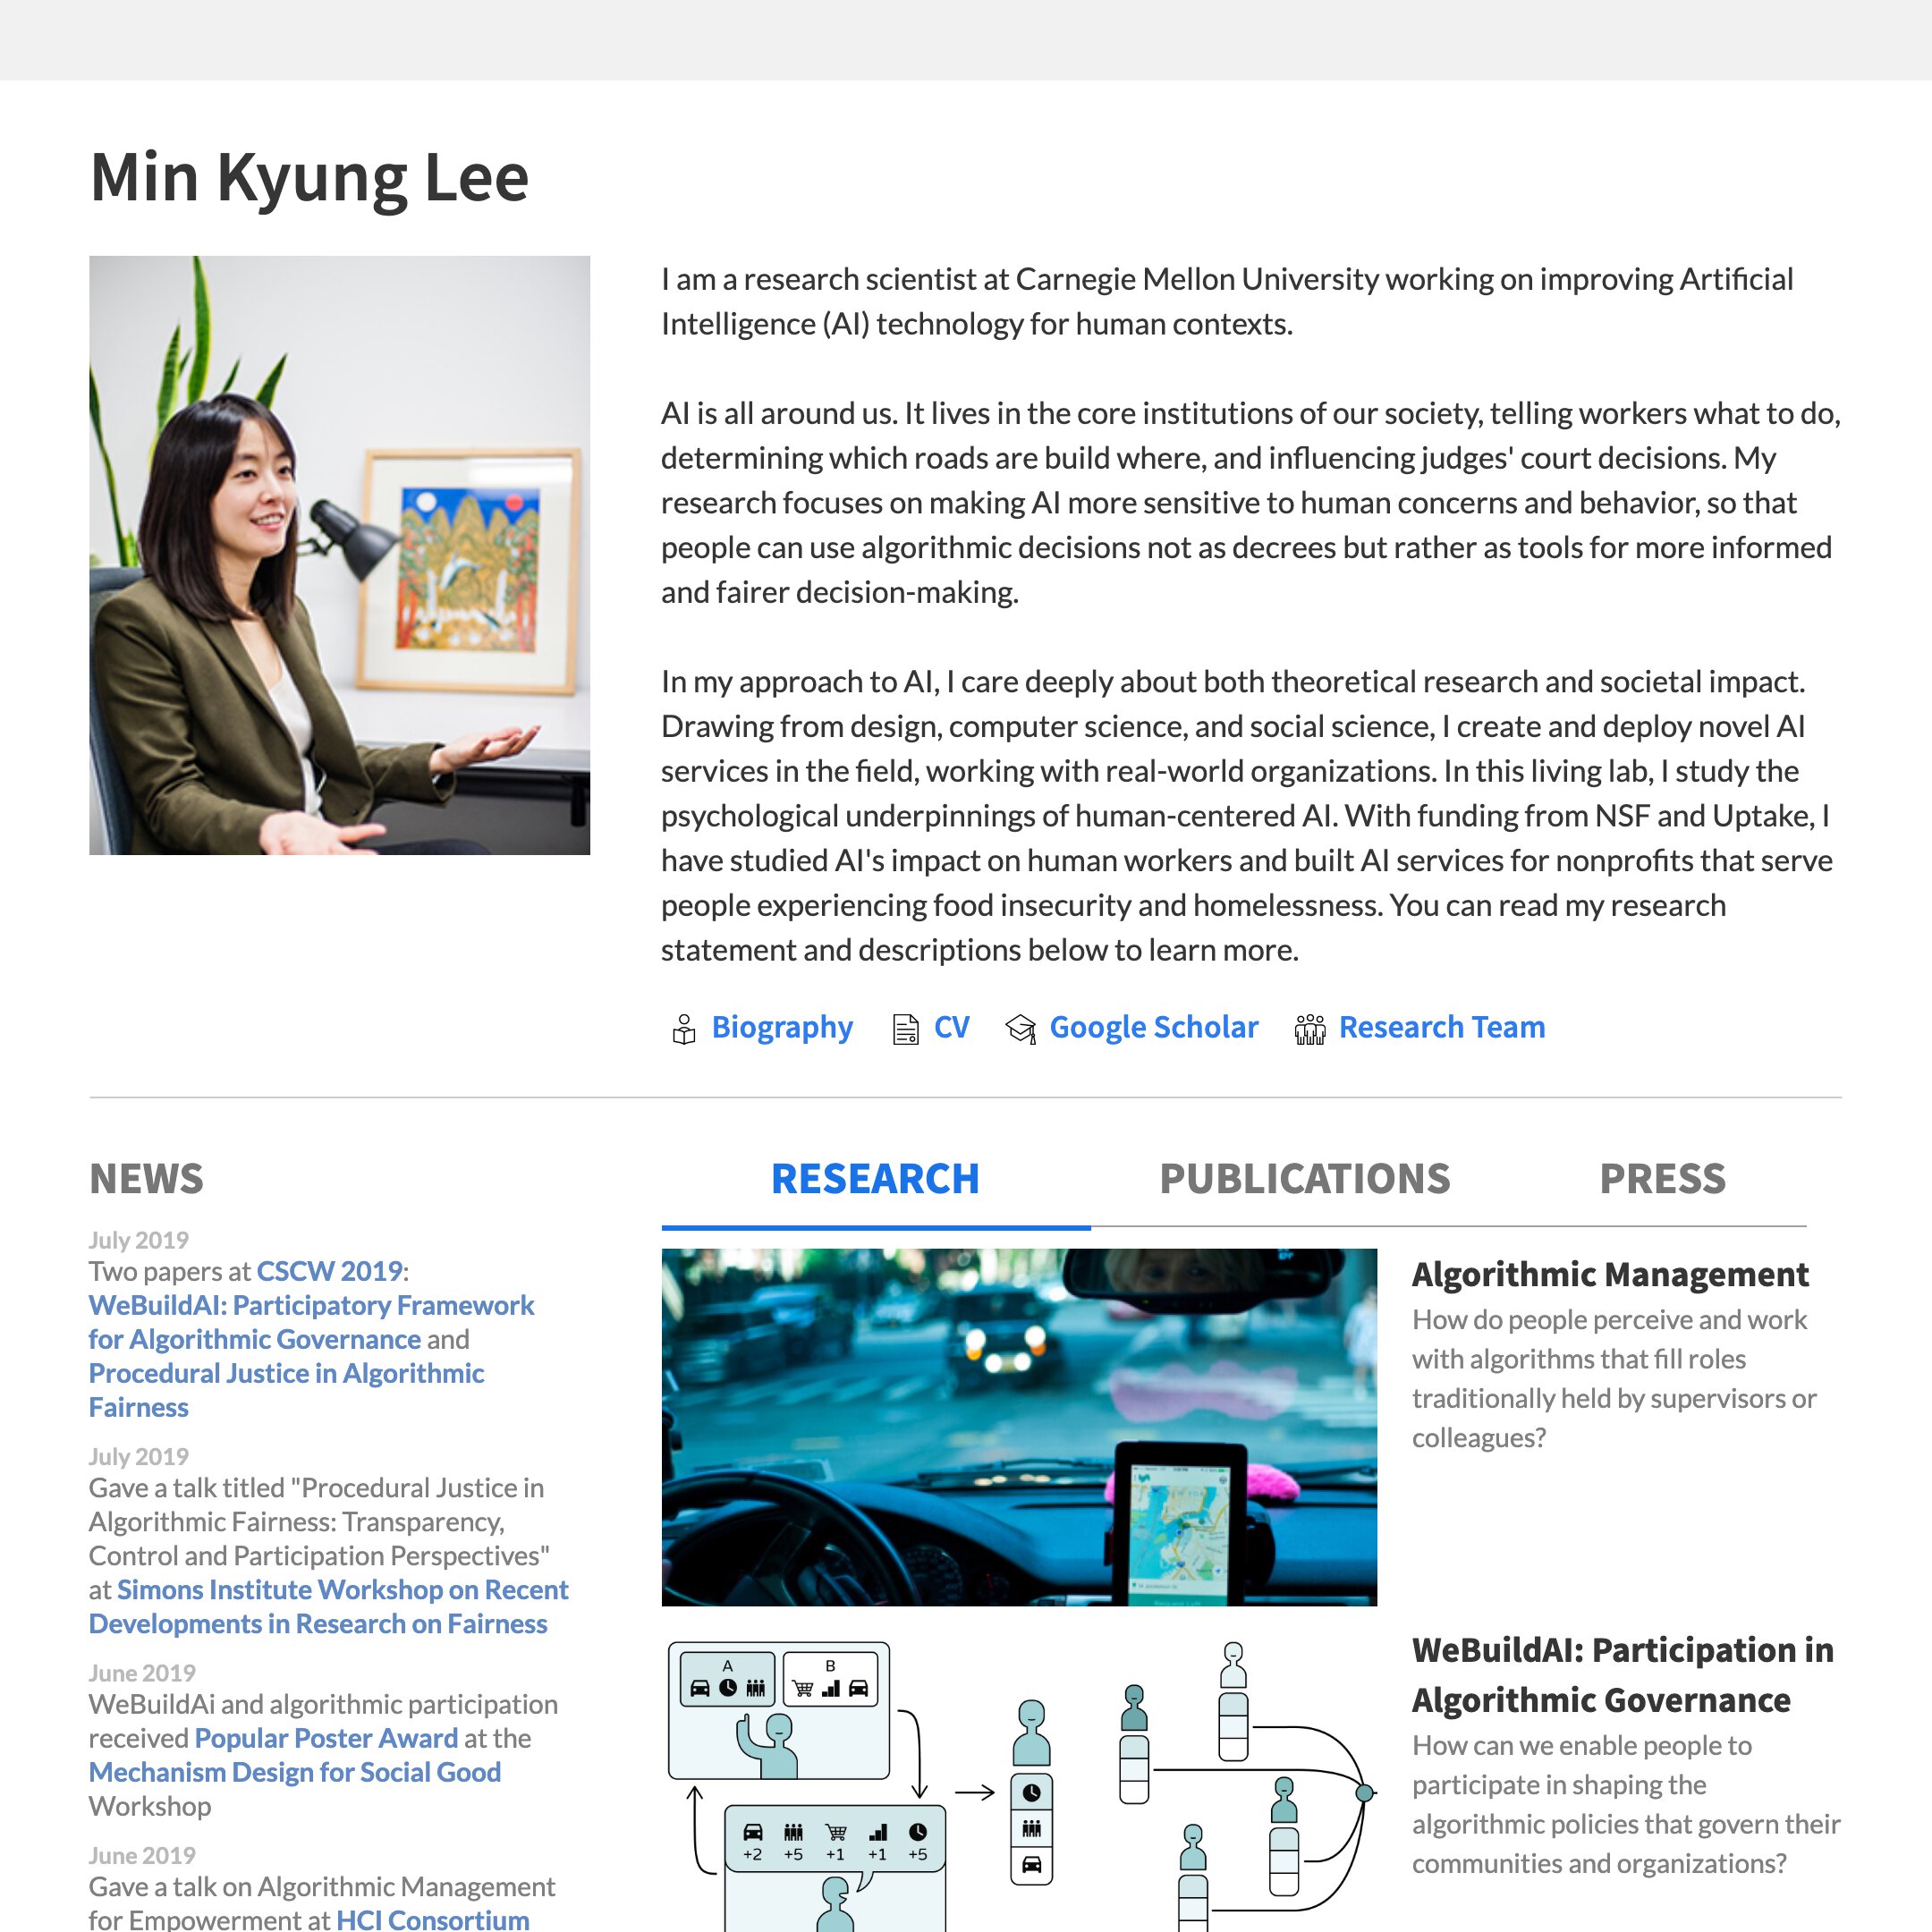 Min Kyung Lee
I am a research scientist at Carnegie Mellon University working on improving Artificial
Intelligence (AI) technology for human contexts.
AI is all around us. It lives in the core institutions of our society, telling workers what to do,
determining which roads are build where, and influencing judges' court decisions. My
research focuses on making AI more sensitive to human concerns and behavior, so that
people can use algorithmic decisions not as decrees but rather as tools for more informed
and fairer decision-making.
In my approach to AI, I care deeply about both theoretical research and societal impact.
Drawing from design, computer science, and social science, I create and deploy novel AI
services in the field, working with real-world organizations. In this living lab, I study the
psychological underpinnings of human-centered AI. With funding from NSF and Uptake, I
have studied AI's impact on human workers and built AI services for nonprofits that serve
people experiencing food insecurity and homelessness. You can read my research
statement and descriptions below to learn more.
Biography CV Google Scholar Research Team
NEWS
July 2019
Two papers at CSCW 2019:
WeBuildAI: Participatory Framework
for Algorithmic Governance and
Procedural Justice in Algorithmic
Fairness
July 2019
Gave a talk titled "Procedural Justice in
Algorithmic Fairness: Transparency,
Control and Participation Perspectives"
at Simons Institute Workshop on Recent
Developments in Research on Fairness
June 2019
WeBuildAi and algorithmic participation
received Popular Poster Award at the
Mechanism Design for Social Good
Workshop
June 2019
Gave a talk on Algorithmic Management
for Empowerment at HCI Consortium
RESEARCH PUBLICATIONS PRESS
Algorithmic Management
How do people perceive and work
with algorithms that fill roles
traditionally held by supervisors or
colleagues?
A B
+2 +5 +1 +1 +5
WeBuildAI: Participation in
Algorithmic Governance
How can we enable people to
participate in shaping the
algorithmic policies that govern their
communities and organizations?